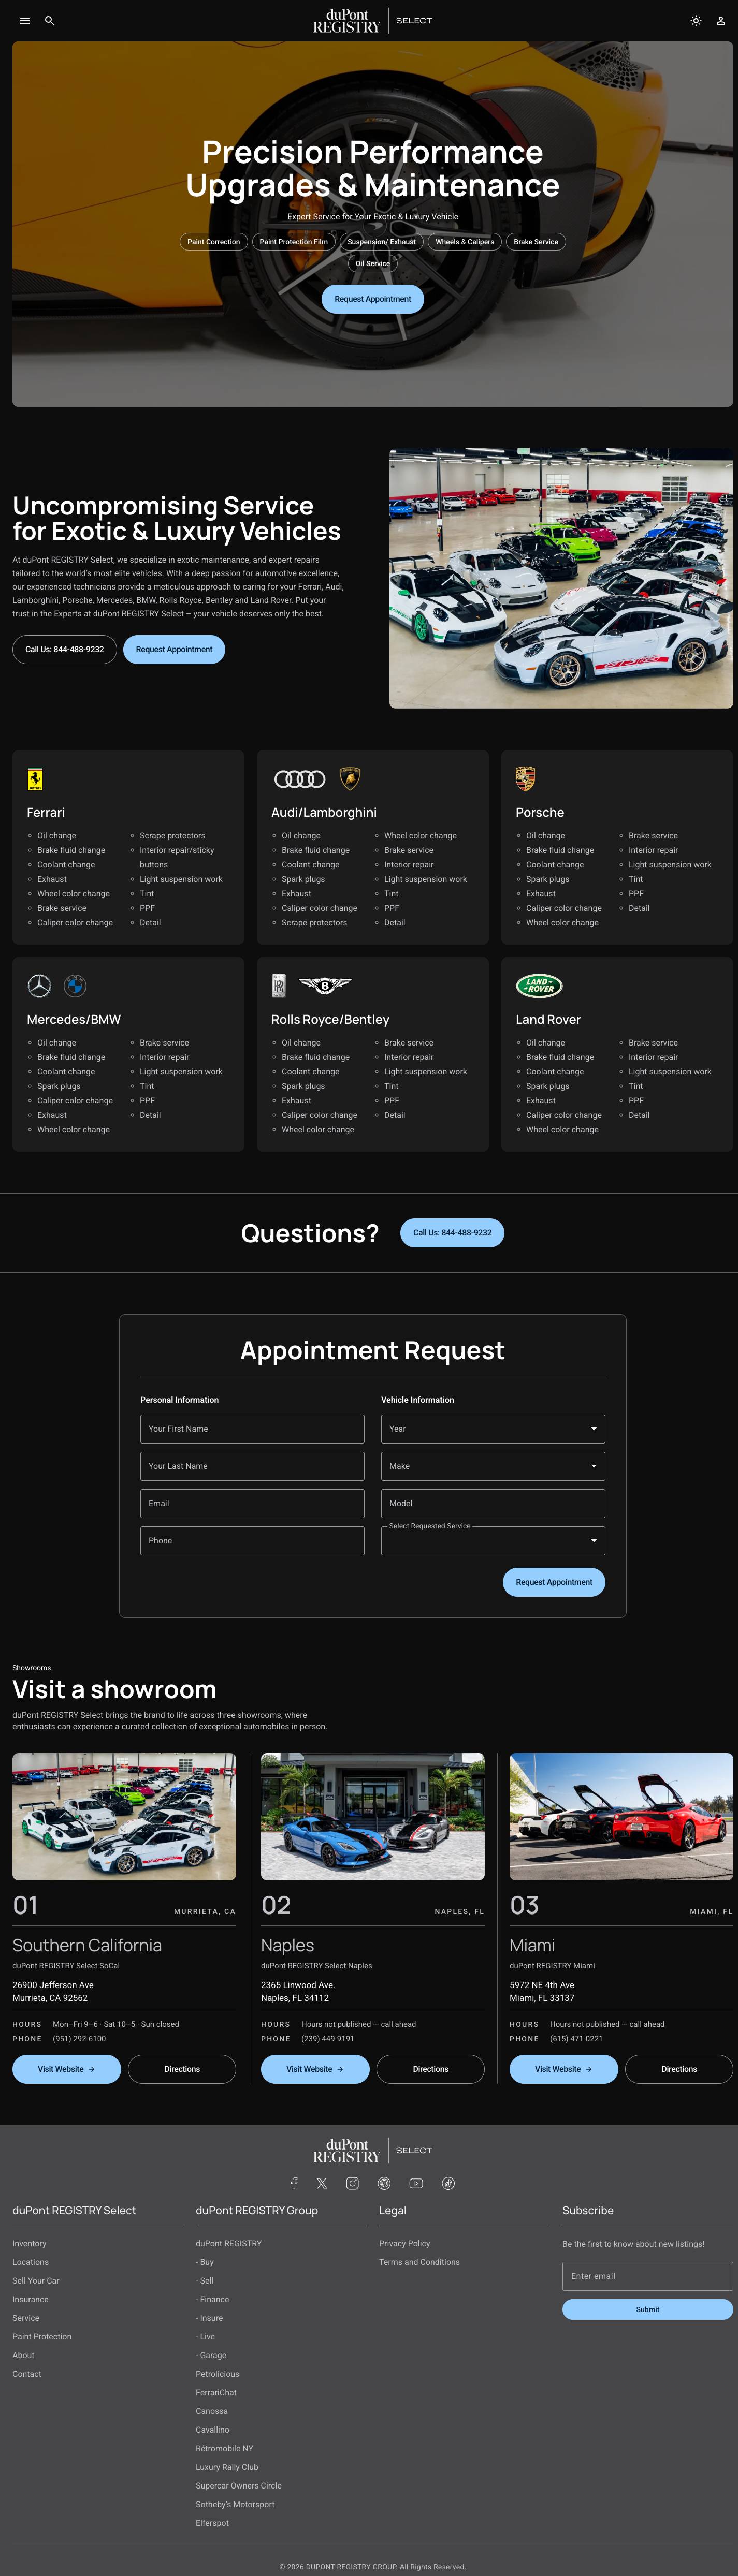 duPont
REGISTRY
SELECT
Precision Performance
Upgrades & Maintenance
Expert Service for Your Exotic & Luxury Vehicle
Paint Correction
Paint Protection Film
Suspension/ Exhaust
Wheels & Calipers
Brake Service
Oil Service
Request Appointment
Uncompromising Service
for Exotic & Luxury Vehicles
At duPont REGISTRY Select, we specialize in exotic maintenance, and expert repairs
tailored to the world's most elite vehicles. With a deep passion for automotive excellence,
our experienced technicians provide a meticulous approach to caring for your Ferrari, Audi,
Lamborghini, Porsche, Mercedes, BMW, Rolls Royce, Bentley and Land Rover. Put your
trust in the Experts at duPont REGISTRY Select – your vehicle deserves only the best.
Call Us: 844-488-9232
Request Appointment
Ferrari
Oil change
Brake fluid change
Coolant change
Exhaust
Wheel color change
Brake service
Caliper color change
Scrape protectors
Interior repair/sticky
buttons
Light suspension work
Tint
PPF
Detail
Audi/Lamborghini
Oil change
Brake fluid change
Coolant change
Spark plugs
Exhaust
Caliper color change
Scrape protectors
Wheel color change
Brake service
Interior repair
Light suspension work
Tint
PPF
Detail
Porsche
Oil change
Brake fluid change
Coolant change
Spark plugs
Exhaust
Caliper color change
Wheel color change
Brake service
Interior repair
Light suspension work
Tint
PPF
Detail
Mercedes/BMW
Oil change
Brake fluid change
Coolant change
Spark plugs
Caliper color change
Exhaust
Wheel color change
Brake service
Interior repair
Light suspension work
Tint
PPF
Detail
Rolls Royce/Bentley
Oil change
Brake fluid change
Coolant change
Spark plugs
Exhaust
Caliper color change
Wheel color change
Brake service
Interior repair
Light suspension work
Tint
PPF
Detail
LAND-
ROVER
Land Rover
Oil change
Brake fluid change
Coolant change
Spark plugs
Exhaust
Caliper color change
Wheel color change
Brake service
Interior repair
Light suspension work
Tint
PPF
Detail
Questions?
Call Us: 844-488-9232
Appointment Request
Personal Information
Your First Name
Your Last Name
Email
Phone
Vehicle Information
Year
Make
Model
Select Requested Service
Request Appointment
Showrooms
Visit a showroom
duPont REGISTRY Select brings the brand to life across three showrooms, where
enthusiasts can experience a curated collection of exceptional automobiles in person.
01
MURRIETA, CA
Southern California
duPont REGISTRY Select SoCal
26900 Jefferson Ave
Murrieta, CA 92562
HOURS Mon–Fri 9–6 · Sat 10–5 · Sun closed
PHONE (951) 292-6100
Visit Website →
Directions
02
NAPLES, FL
Naples
duPont REGISTRY Select Naples
2365 Linwood Ave.
Naples, FL 34112
HOURS Hours not published — call ahead
PHONE (239) 449-9191
Visit Website →
Directions
03
MIAMI, FL
Miami
duPont REGISTRY Miami
5972 NE 4th Ave
Miami, FL 33137
HOURS Hours not published — call ahead
PHONE (615) 471-0221
Visit Website →
Directions
duPont
REGISTRY
SELECT
duPont REGISTRY Select
Inventory
Locations
Sell Your Car
Insurance
Service
Paint Protection
About
Contact
duPont REGISTRY Group
duPont REGISTRY
- Buy
- Sell
- Finance
- Insure
- Live
- Garage
Petrolicious
FerrariChat
Canossa
Cavallino
Rétromobile NY
Luxury Rally Club
Supercar Owners Circle
Sotheby's Motorsport
Elferspot
Legal
Privacy Policy
Terms and Conditions
Subscribe
Be the first to know about new listings!
Enter email
Submit
© 2026 DUPONT REGISTRY GROUP. All Rights Reserved.